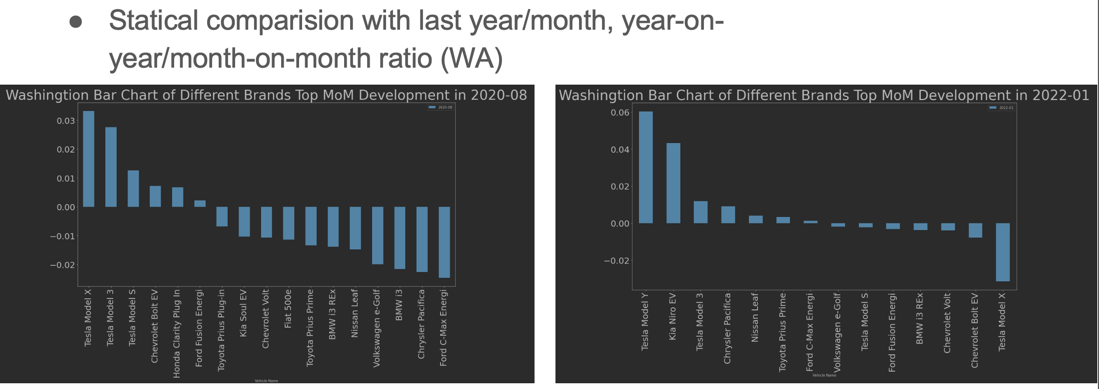 ● Statical comparision with last year/month, year-on-
year/month-on-month ratio (WA)
Washingtion Bar Chart of Different Brands Top MoM Development in 2020-08
2020-08
0.03
0.02
0.01
0.00
−0.01
−0.02
Tesla Model X
Tesla Model 3
Tesla Model S
Chevrolet Bolt EV
Honda Clarity Plug In
Ford Fusion Energi
Toyota Prius Plug-in
Kia Soul EV
Chevrolet Volt
Fiat 500e
Toyota Prius Prime
BMW i3 REx
Nissan Leaf
Volkswagen e-Golf
BMW i3
Chrysler Pacifica
Ford C-Max Energi
Vehicle Name
Washingtion Bar Chart of Different Brands Top MoM Development in 2022-01
2022-01
0.06
0.04
0.02
0.00
−0.02
Tesla Model Y
Kia Niro EV
Tesla Model 3
Chrysler Pacifica
Nissan Leaf
Toyota Prius Prime
Ford C-Max Energi
Volkswagen e-Golf
Tesla Model S
Ford Fusion Energi
BMW i3 REx
Chevrolet Volt
Chevrolet Bolt EV
Tesla Model X
Vehicle Name